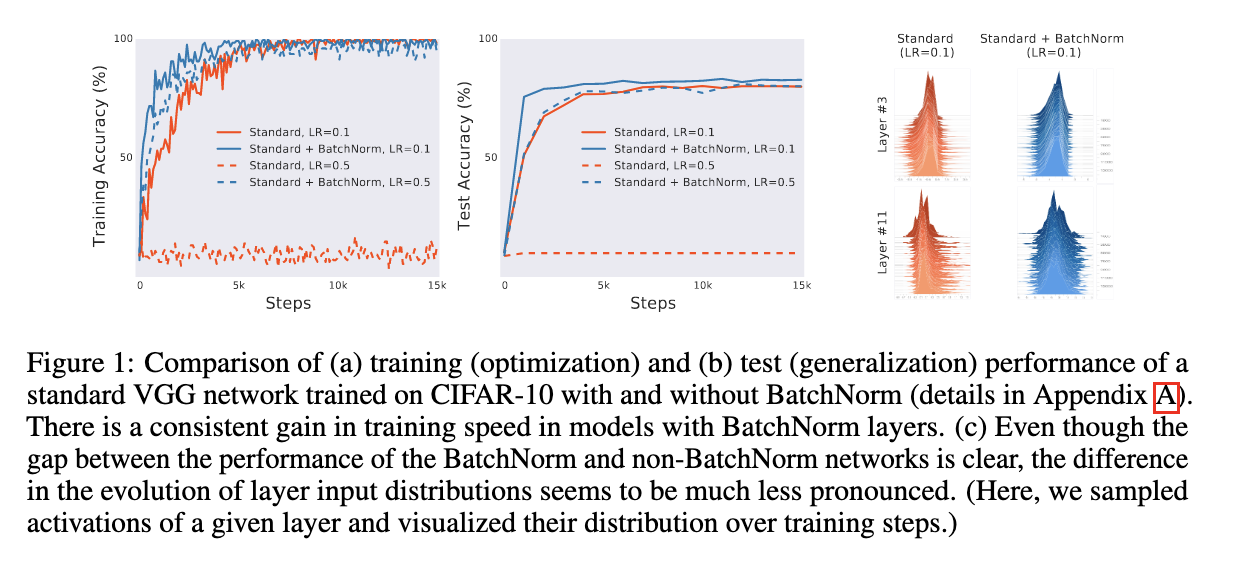 Training Accuracy (%)
100
50
Standard, LR=0.1
Standard + BatchNorm, LR=0.1
Standard, LR=0.5
Standard + BatchNorm, LR=0.5
0
5k
10k
15k
Steps
Test Accuracy (%)
100
50
Standard, LR=0.1
Standard + BatchNorm, LR=0.1
Standard, LR=0.5
Standard + BatchNorm, LR=0.5
0
5k
10k
15k
Steps
Standard
(LR=0.1)
Standard + BatchNorm
(LR=0.1)
Layer #3
Layer #11
Figure 1: Comparison of (a) training (optimization) and (b) test (generalization) performance of a
standard VGG network trained on CIFAR-10 with and without BatchNorm (details in Appendix A).
There is a consistent gain in training speed in models with BatchNorm layers. (c) Even though the
gap between the performance of the BatchNorm and non-BatchNorm networks is clear, the difference
in the evolution of layer input distributions seems to be much less pronounced. (Here, we sampled
activations of a given layer and visualized their distribution over training steps.)